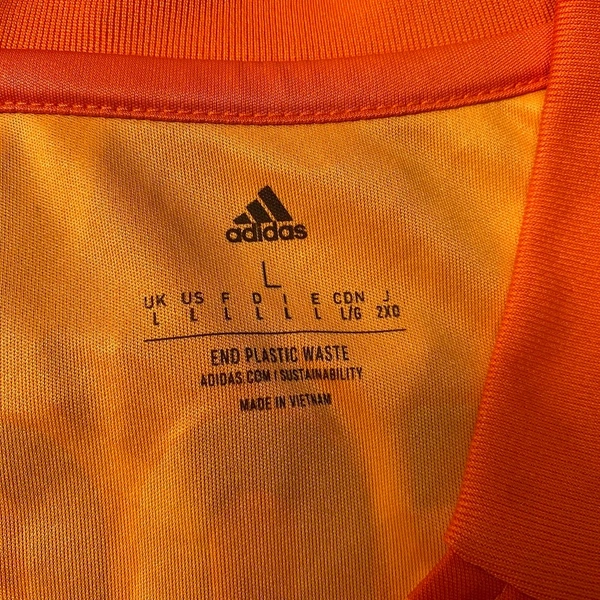 adidas
L
UK US F D I E CDN J
L L L L L L L/G 2XO
END PLASTIC WASTE
ADIDAS.COM / SUSTAINABILITY
MADE IN VIETNAM